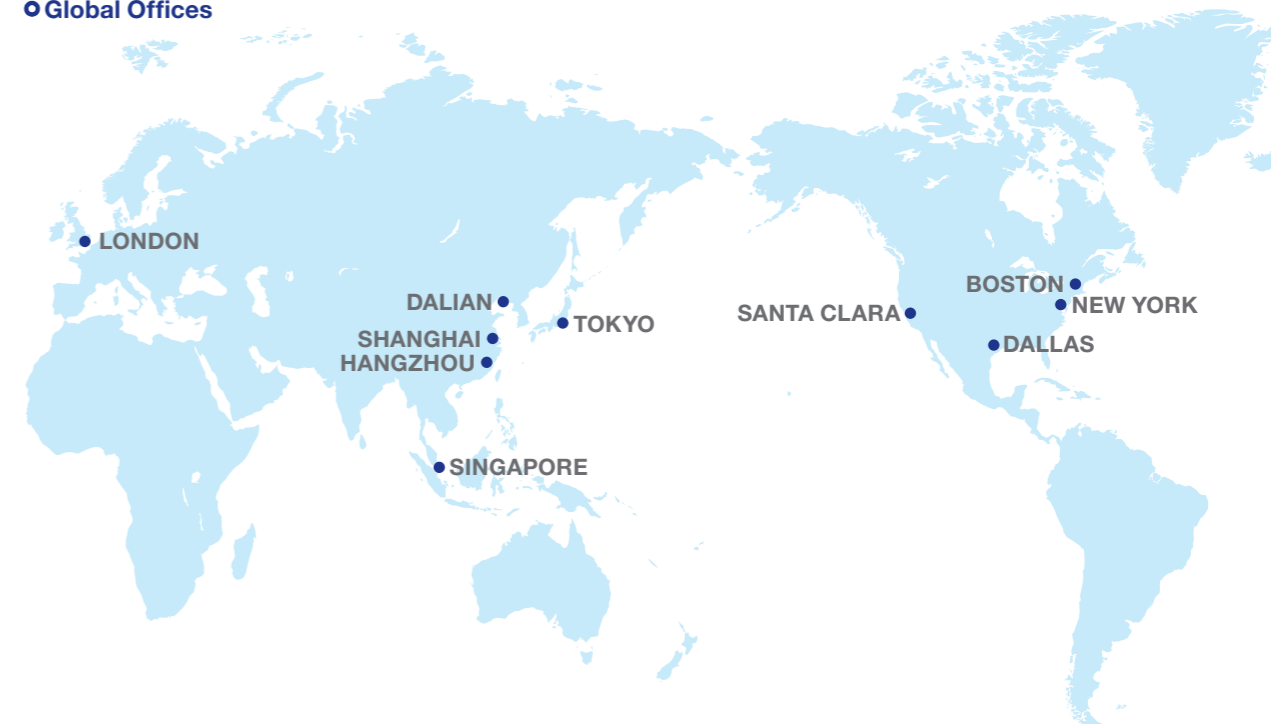 Global Offices
LONDON
DALIAN
SHANGHAI
HANGZHOU
TOKYO
SINGAPORE
SANTA CLARA
BOSTON
NEW YORK
DALLAS